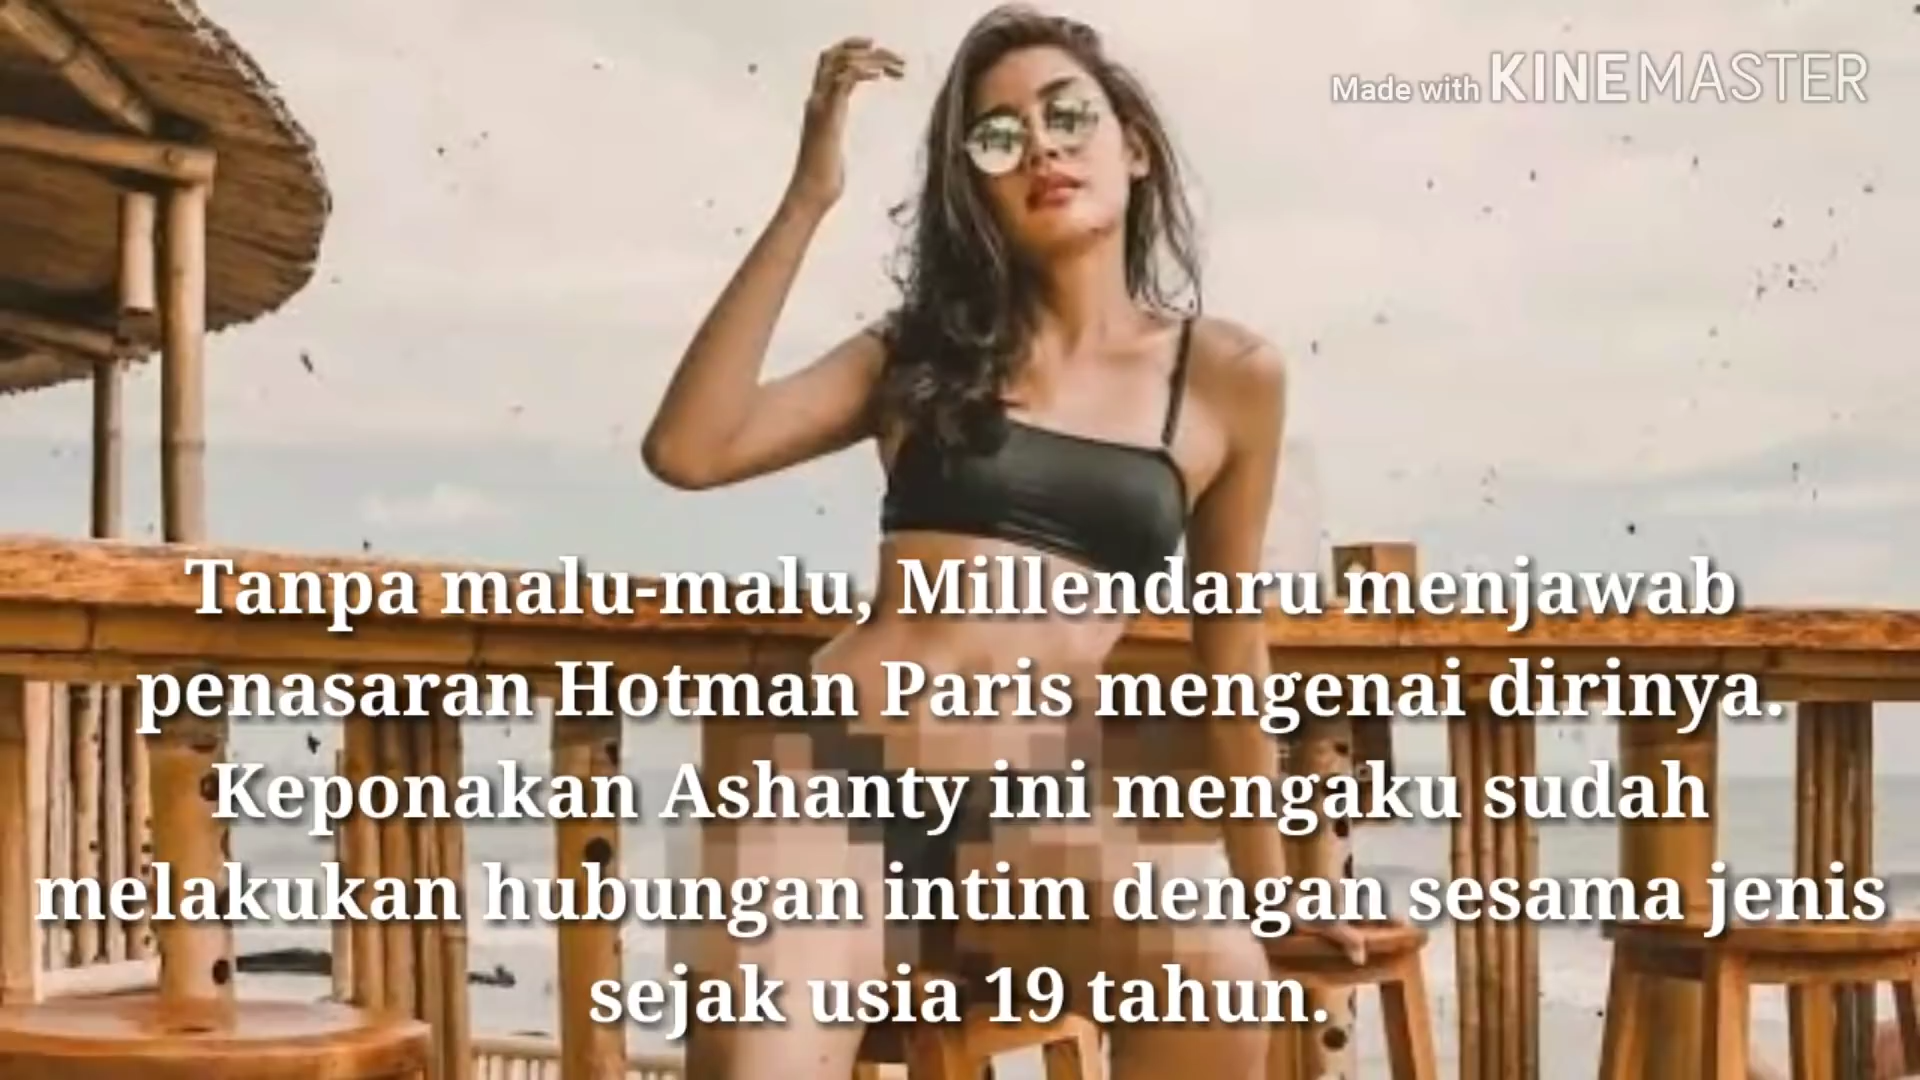 Made with KINEMASTER
Tanpa malu-malu, Millendaru menjawab
penasaran Hotman Paris mengenai dirinya.
Keponakan Ashanty ini mengaku sudah
melakukan hubungan intim dengan sesama jenis
sejak usia 19 tahun.